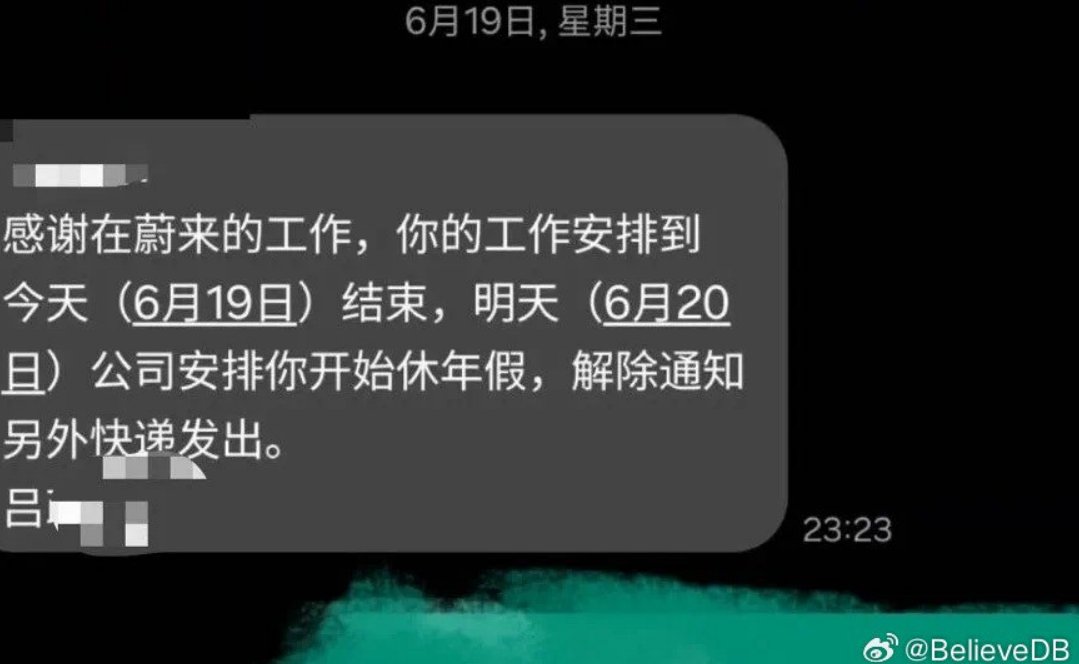 6月19日, 星期三
感谢在蔚来的工作，你的工作安排到
今天（6月19日）结束，明天（6月20
日）公司安排你开始休年假，解除通知
另外快递发出。
吕
23:23
@BelieveDB